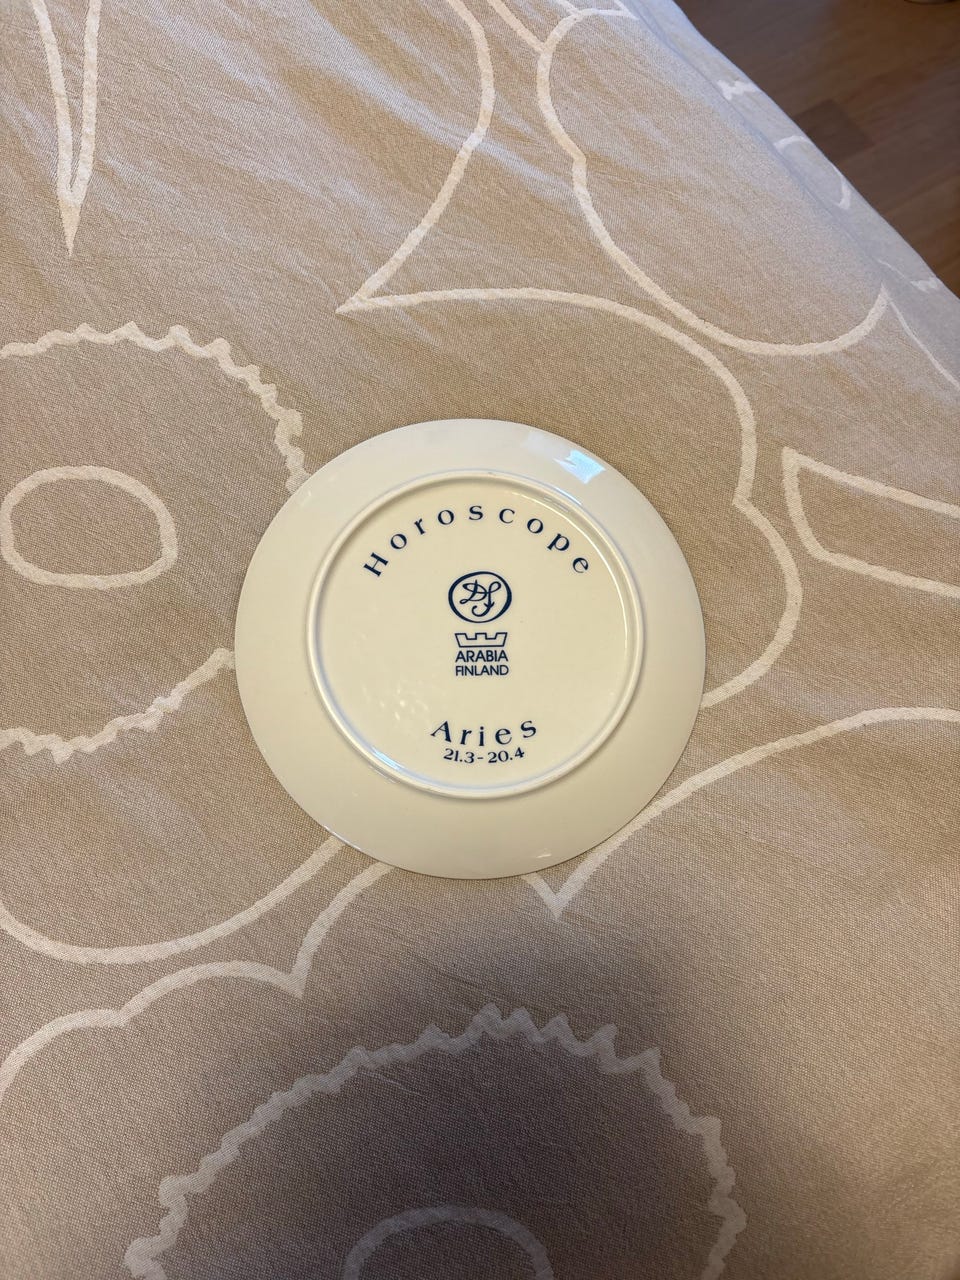 Horoscope
ARABIA
FINLAND
Aries
21.3-20.4